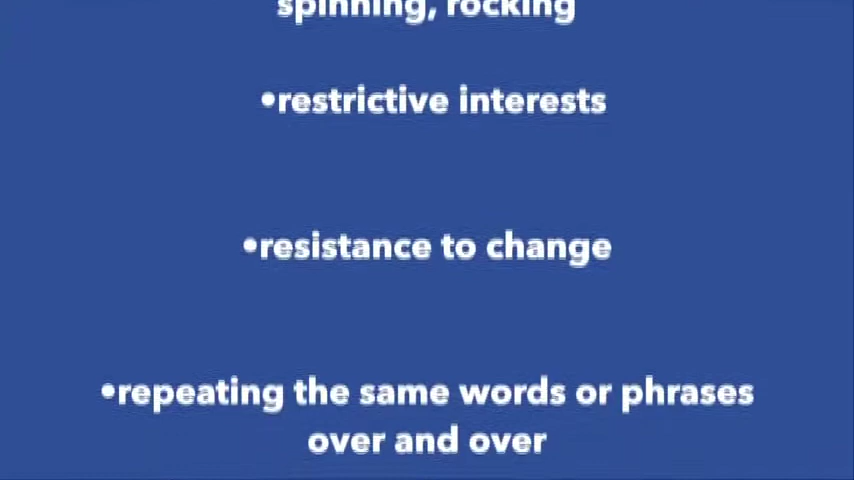 spinning, rocking
•restrictive interests
•resistance to change
•repeating the same words or phrases
over and over